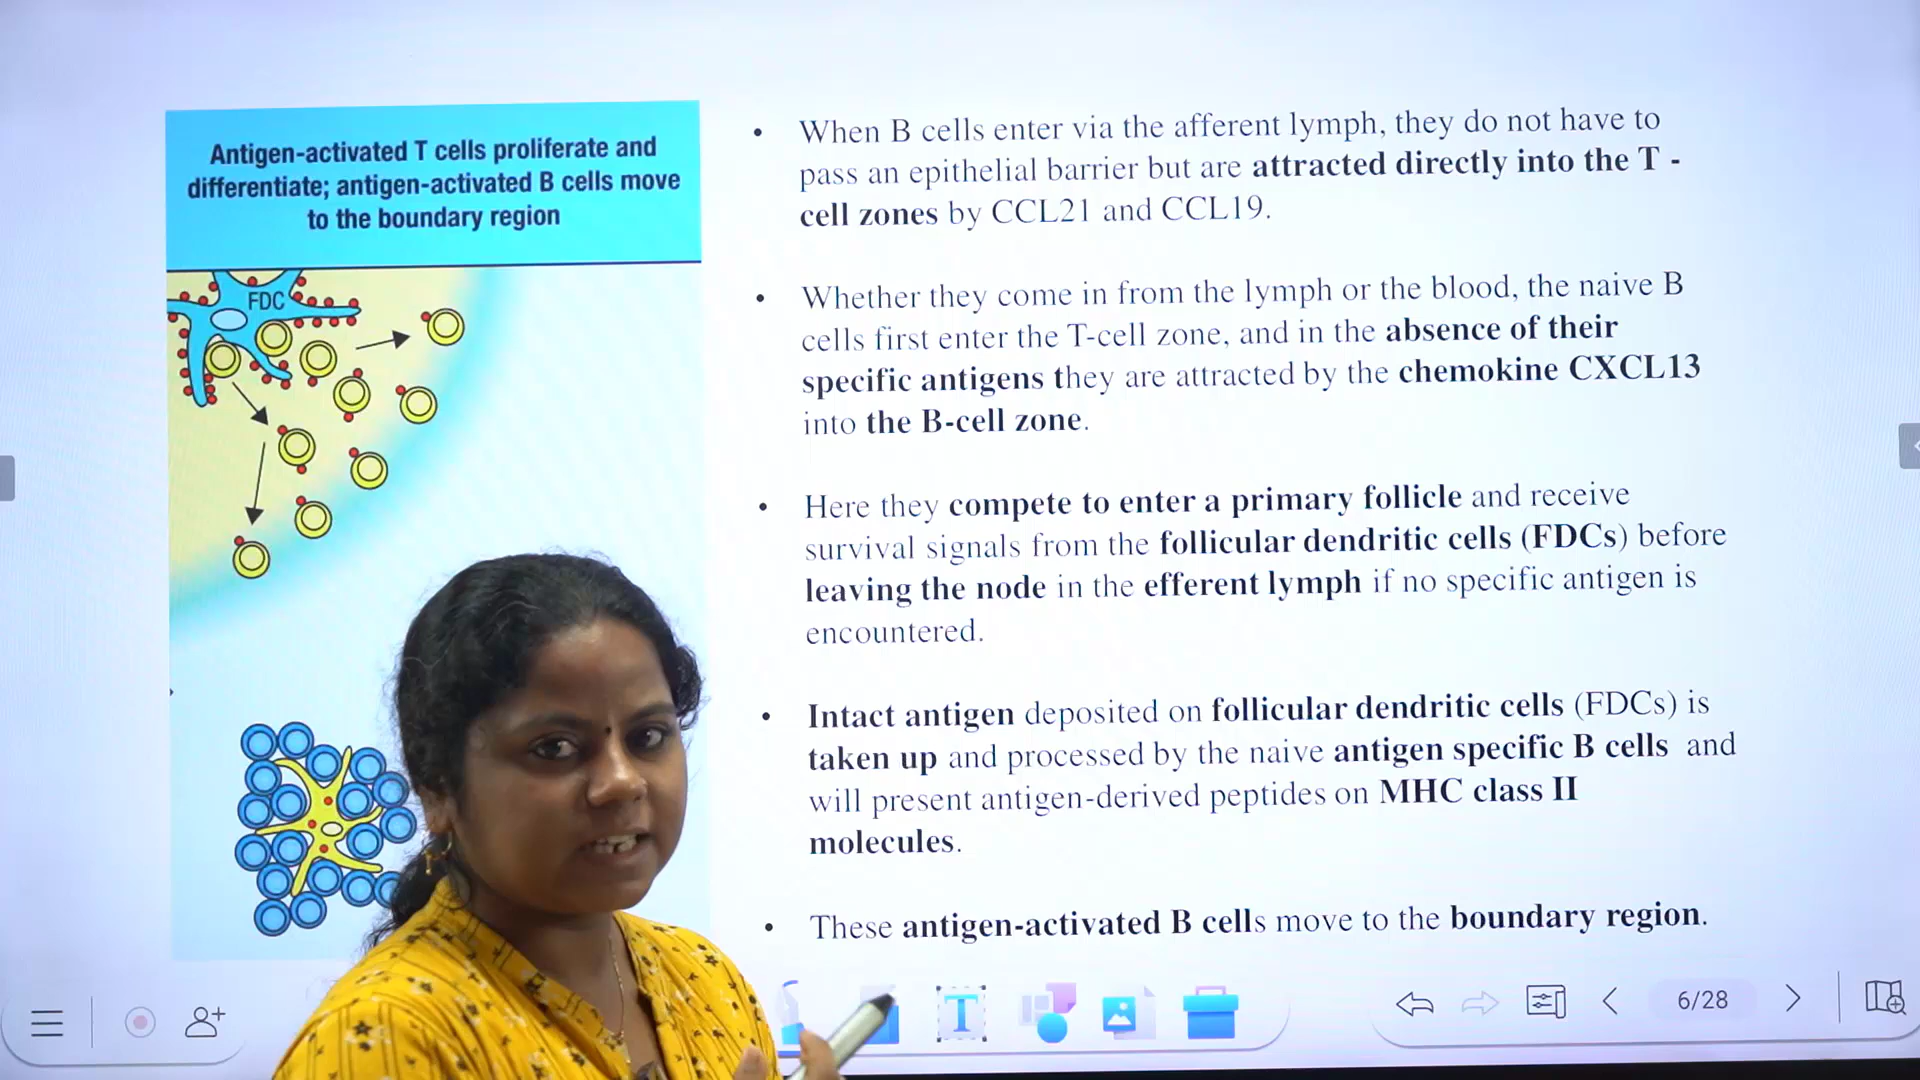 Antigen-activated T cells proliferate and
differentiate; antigen-activated B cells move
to the boundary region
FDC
• When B cells enter via the afferent lymph, they do not have to
pass an epithelial barrier but are attracted directly into the T -
cell zones by CCL21 and CCL19.
• Whether they come in from the lymph or the blood, the naive B
cells first enter the T-cell zone, and in the absence of their
specific antigens they are attracted by the chemokine CXCL13
into the B-cell zone.
• Here they compete to enter a primary follicle and receive
survival signals from the follicular dendritic cells (FDCs) before
leaving the node in the efferent lymph if no specific antigen is
encountered.
• Intact antigen deposited on follicular dendritic cells (FDCs) is
taken up and processed by the naive antigen specific B cells and
will present antigen-derived peptides on MHC class II
molecules.
• These antigen-activated B cells move to the boundary region.
T
6/28